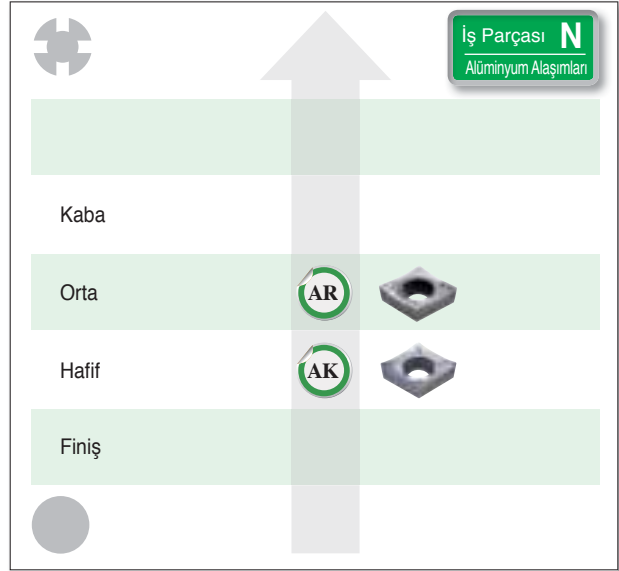 İş Parçası N
Alüminyum Alaşımları
Kaba
Orta AR
Hafif AK
Finiş